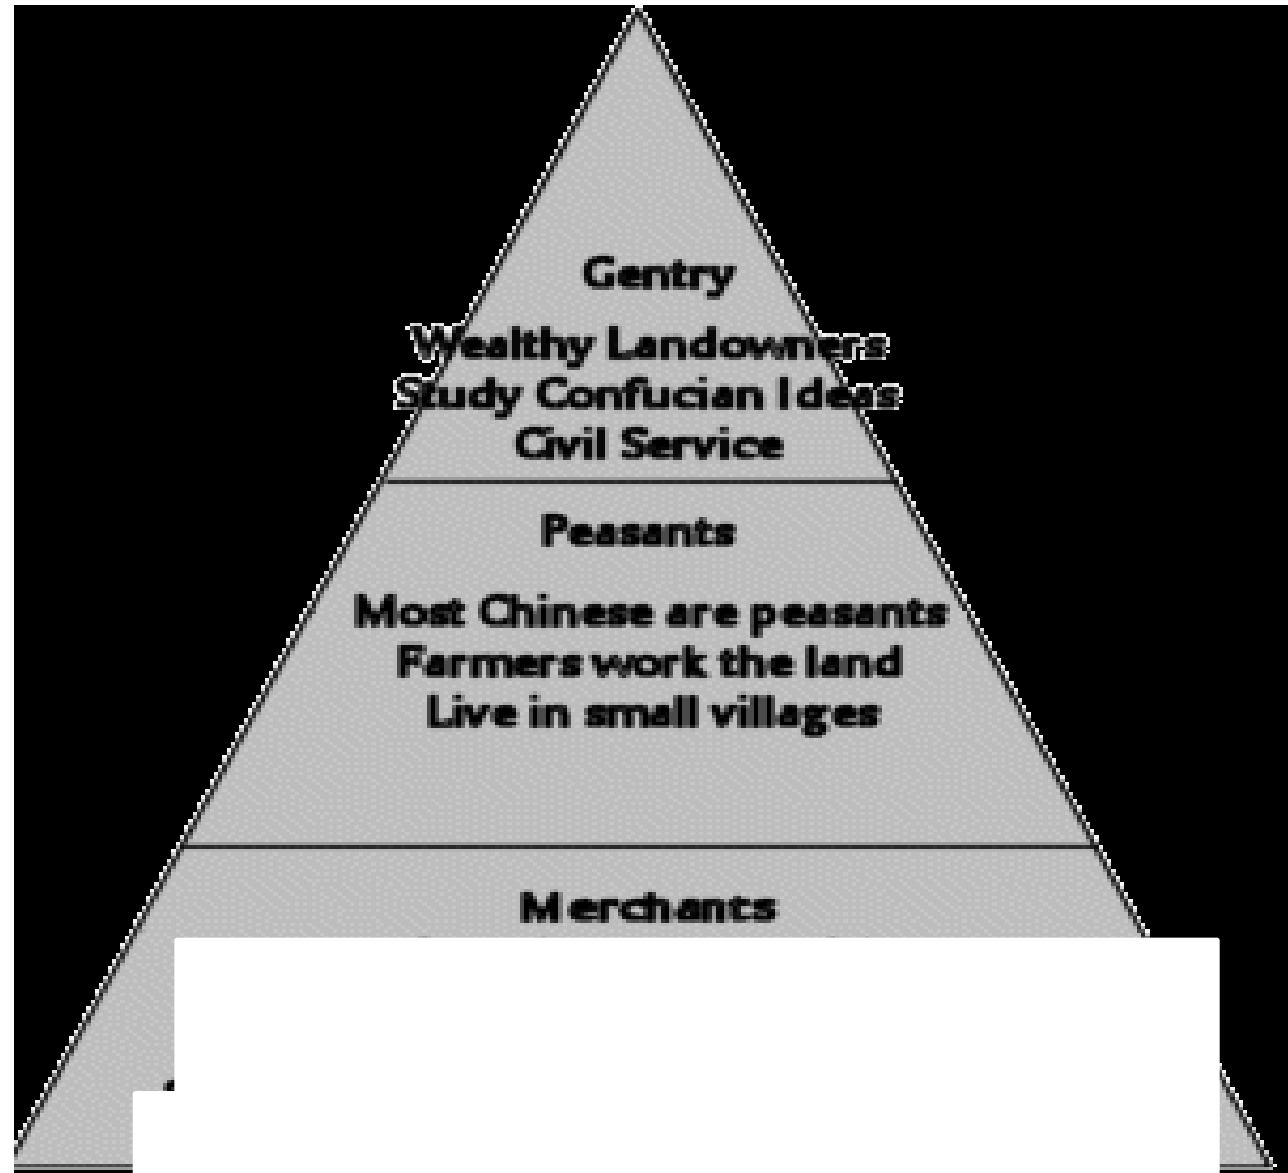 Gentry
Wealthy Landowners
Study Confucian Ideas
Civil Service
Peasants
Most Chinese are peasants
Farmers work the land
Live in small villages
Merchants